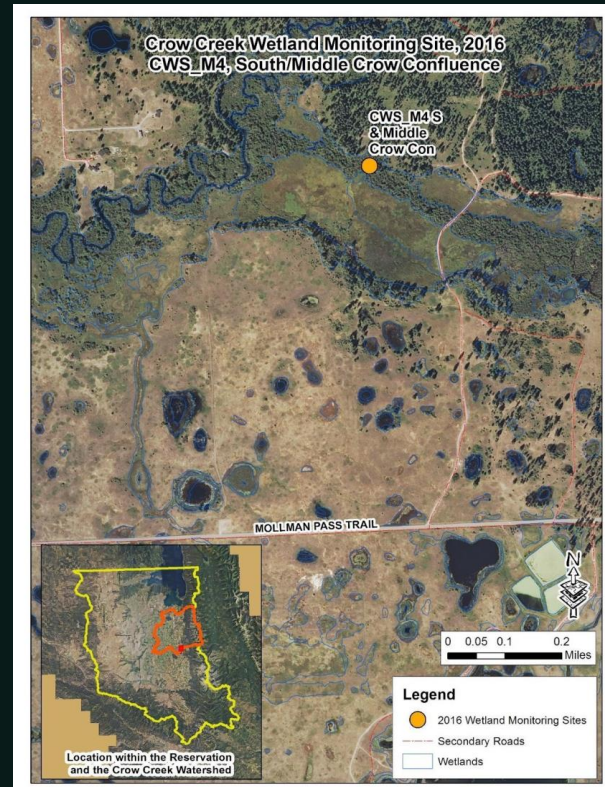 Crow Creek Wetland Monitoring Site, 2016
CWS_M4, South/Middle Crow Confluence
CWS_M4 S
& Middle
Crow Con
MOLLMAN PASS TRAIL
N
0 0.05 0.1 0.2
Miles
Legend
2016 Wetland Monitoring Sites
Secondary Roads
Wetlands
Location within the Reservation
and the Crow Creek Watershed